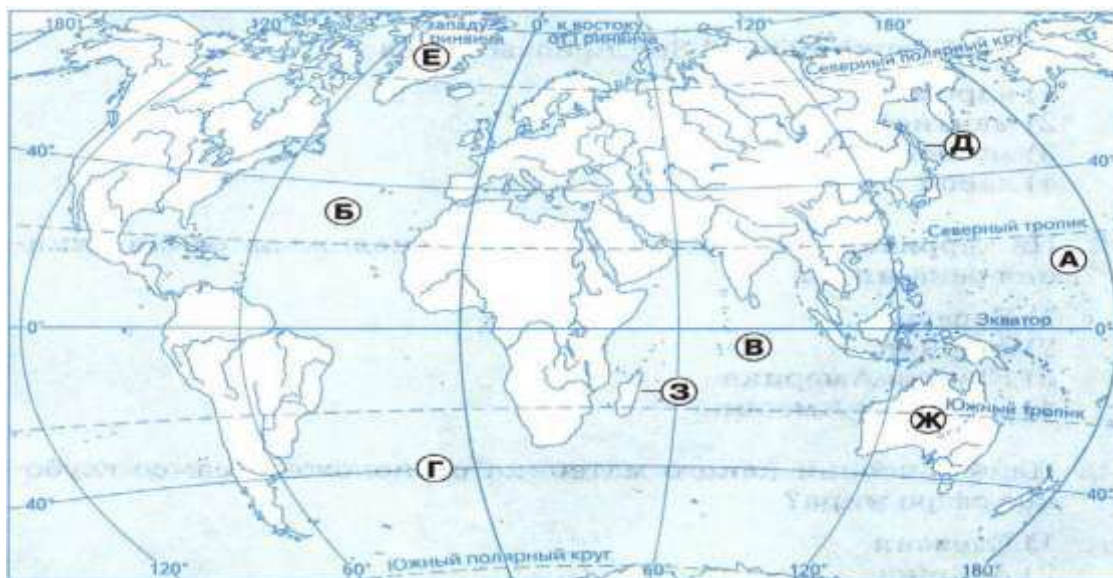 180° 120° к западу 0° к востоку 120° 180°
от Гринвича от Гринвича
Е
Северный полярный круг
Д
40° 40°
Б
Северный тропик
А
0° Экватор 0°
В
З
Южный тропик
Ж
Г
40° 40°
Южный полярный круг
120° 60° 0° 60° 120° 180°